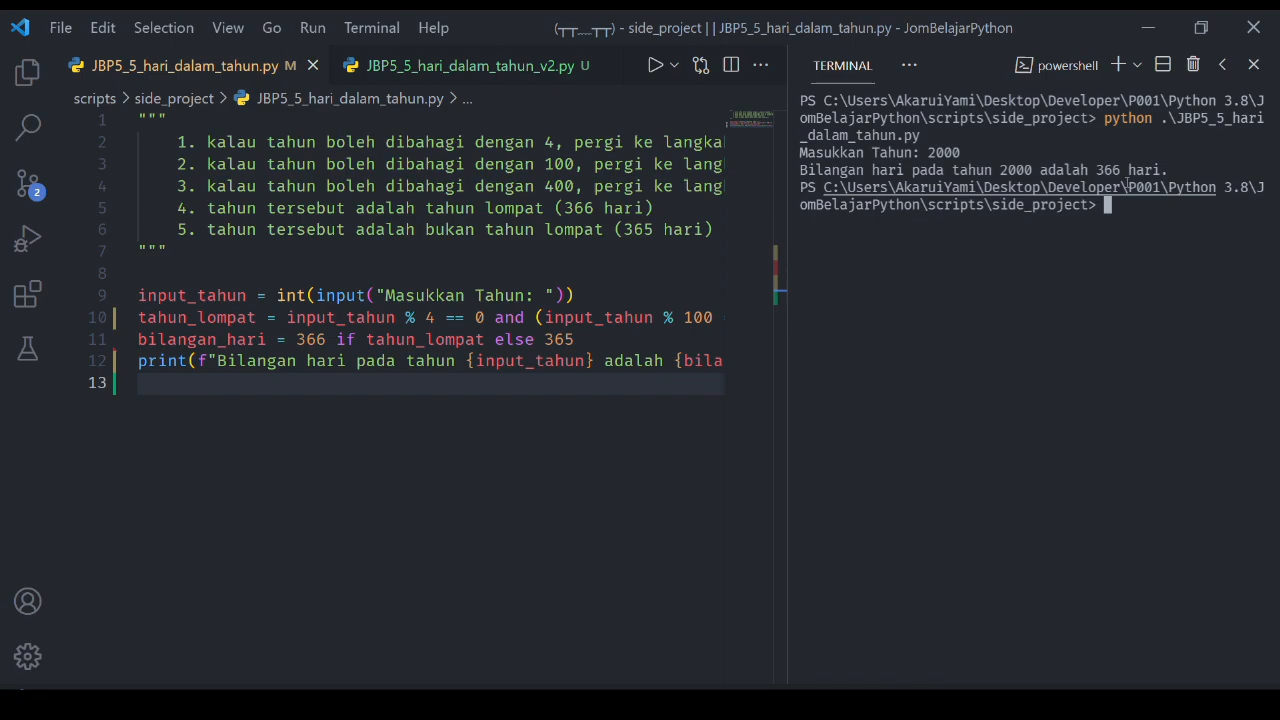 File Edit Selection View Go Run Terminal Help (┬┬﹏┬┬) - side_project || JBP5_5_hari_dalam_tahun.py - JomBelajarPython
JBP5_5_hari_dalam_tahun.py M JBP5_5_hari_dalam_tahun_v2.py U
scripts > side_project > JBP5_5_hari_dalam_tahun.py > ...
1 """
2 1. kalau tahun boleh dibahagi dengan 4, pergi ke langka
3 2. kalau tahun boleh dibahagi dengan 100, pergi ke lang
4 3. kalau tahun boleh dibahagi dengan 400, pergi ke lang
5 4. tahun tersebut adalah tahun lompat (366 hari)
6 5. tahun tersebut adalah bukan tahun lompat (365 hari)
7 """
8
9 input_tahun = int(input("Masukkan Tahun: "))
10 tahun_lompat = input_tahun % 4 == 0 and (input_tahun % 100
11 bilangan_hari = 366 if tahun_lompat else 365
12 print(f"Bilangan hari pada tahun {input_tahun} adalah {bila
13
2
TERMINAL ... powershell
PS C:\Users\AkaruiYami\Desktop\Developer\P001\Python 3.8\J
omBelajarPython\scripts\side_project> python .\JBP5_5_hari
_dalam_tahun.py
Masukkan Tahun: 2000
Bilangan hari pada tahun 2000 adalah 366 hari.
PS C:\Users\AkaruiYami\Desktop\Developer\P001\Python 3.8\J
omBelajarPython\scripts\side_project>